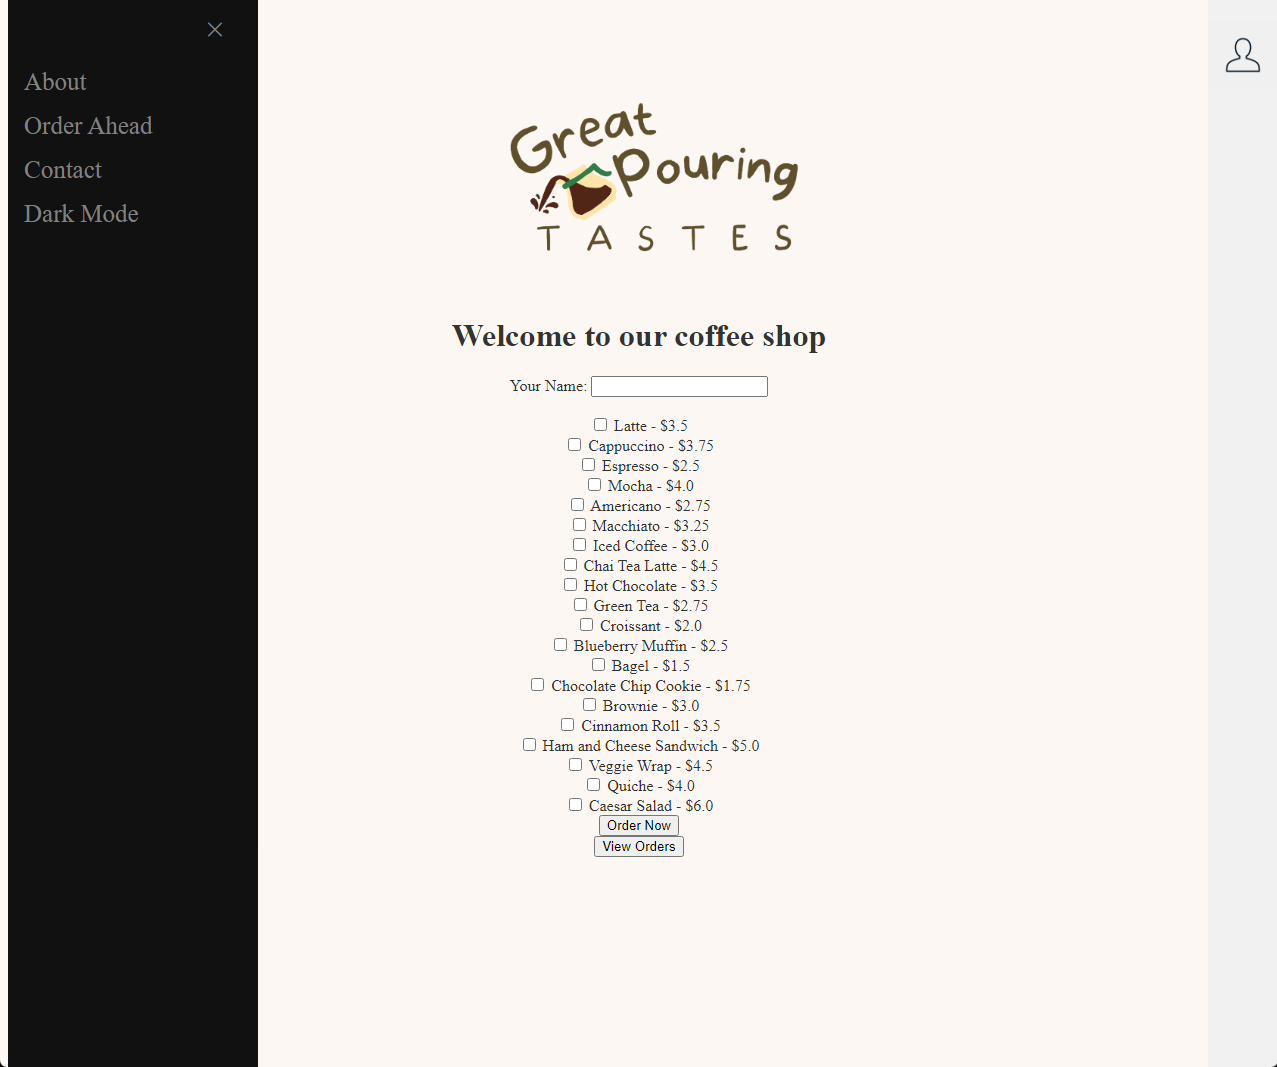 About
Order Ahead
Contact
Dark Mode
Great
Pouring
TASTES
Welcome to our coffee shop
Your Name:
Latte - $3.5
Cappuccino - $3.75
Espresso - $2.5
Mocha - $4.0
Americano - $2.75
Macchiato - $3.25
Iced Coffee - $3.0
Chai Tea Latte - $4.5
Hot Chocolate - $3.5
Green Tea - $2.75
Croissant - $2.0
Blueberry Muffin - $2.5
Bagel - $1.5
Chocolate Chip Cookie - $1.75
Brownie - $3.0
Cinnamon Roll - $3.5
Ham and Cheese Sandwich - $5.0
Veggie Wrap - $4.5
Quiche - $4.0
Caesar Salad - $6.0
Order Now
View Orders